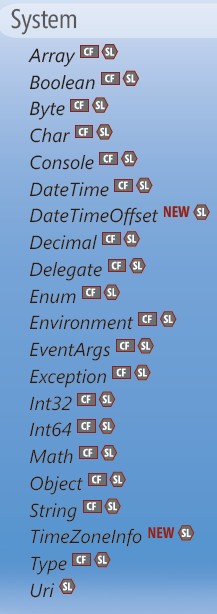 System
Array CF SL
Boolean CF SL
Byte CF SL
Char CF SL
Console CF SL
DateTime CF SL
DateTimeOffset NEW SL
Decimal CF SL
Delegate CF SL
Enum CF SL
Environment CF SL
EventArgs CF SL
Exception CF SL
Int32 CF SL
Int64 CF SL
Math CF SL
Object CF SL
String CF SL
TimeZoneInfo NEW SL
Type CF SL
Uri SL